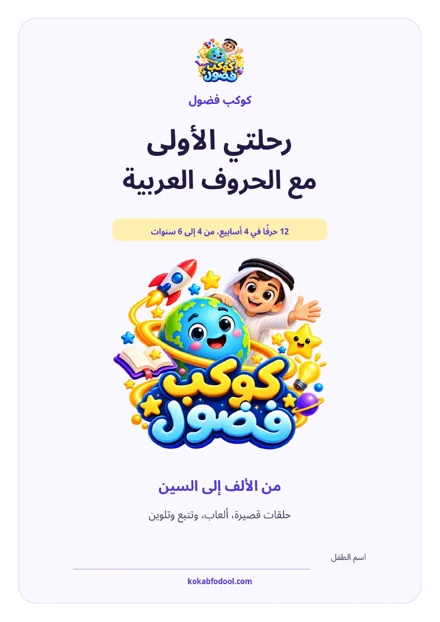 كوكب فضول
كوكب فضول
رحلتي الأولى
مع الحروف العربية
12 حرفًا في 4 أسابيع، من 4 إلى 6 سنوات
كوكب
فضول
من الألف إلى السين
حلقات قصيرة، ألعاب، وتتبع وتلوين
اسم الطفل
kokabfodool.com